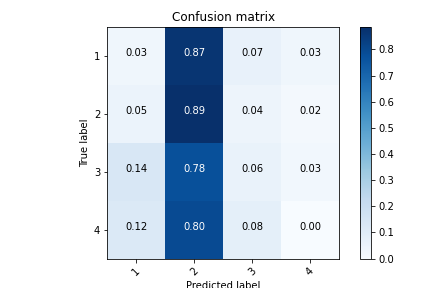 Confusion matrix
1 0.03 0.87 0.07 0.03
2 0.05 0.89 0.04 0.02
3 0.14 0.78 0.06 0.03
4 0.12 0.80 0.08 0.00
1 2 3 4
True label
Predicted label
0.8
0.7
0.6
0.5
0.4
0.3
0.2
0.1
0.0